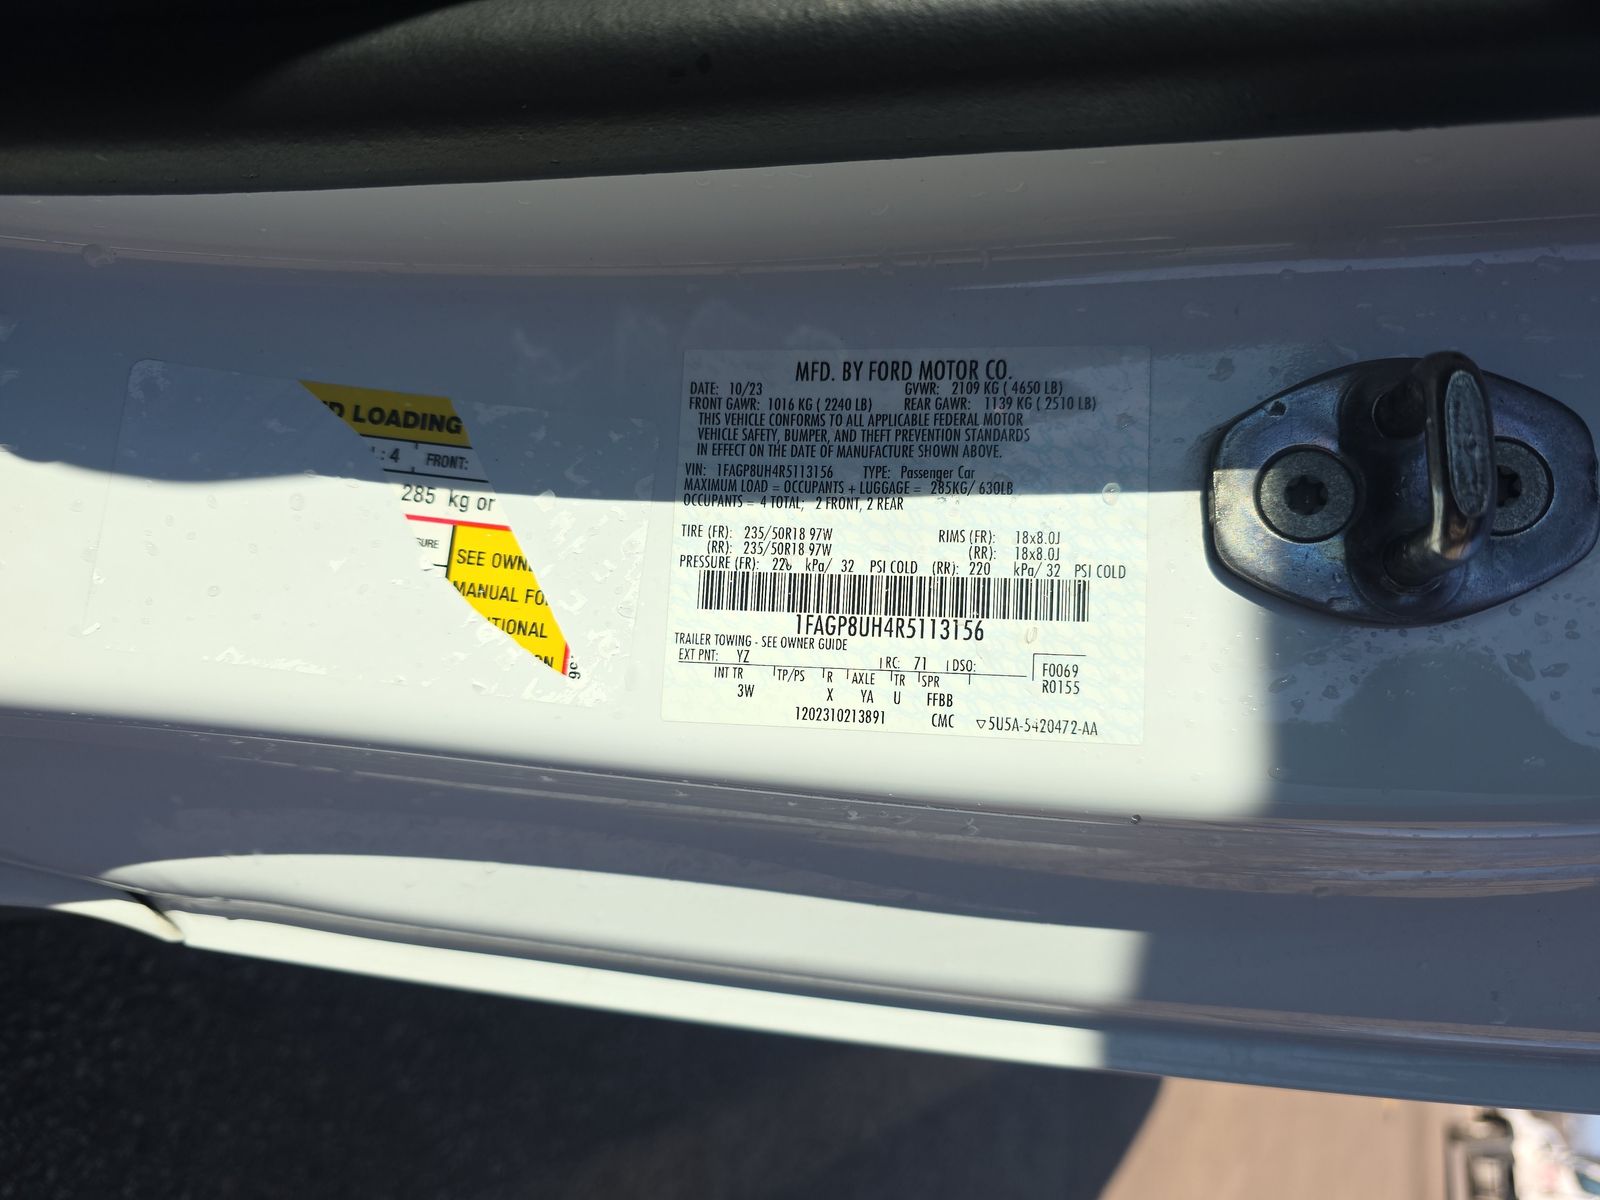 D LOADING
: 4 FRONT:
285 kg or
SURE
SEE OWN
MANUAL FO
TIONAL
ON
MFD. BY FORD MOTOR CO.
DATE: 10/23 GVWR: 2109 KG ( 4650 LB)
FRONT GAWR: 1016 KG ( 2240 LB) REAR GAWR: 1139 KG ( 2510 LB)
THIS VEHICLE CONFORMS TO ALL APPLICABLE FEDERAL MOTOR
VEHICLE SAFETY, BUMPER, AND THEFT PREVENTION STANDARDS
IN EFFECT ON THE DATE OF MANUFACTURE SHOWN ABOVE.
VIN: 1FAGP8UH4R5113156 TYPE: Passenger Car
MAXIMUM LOAD = OCCUPANTS + LUGGAGE = 285KG/ 630LB
OCCUPANTS = 4 TOTAL; 2 FRONT, 2 REAR
TIRE (FR): 235/50R18 97W RIMS (FR): 18x8.0J
(RR): 235/50R18 97W (RR): 18x8.0J
PRESSURE (FR): 220 kPa/ 32 PSI COLD (RR): 220 kPa/ 32 PSI COLD
1FAGP8UH4R5113156
TRAILER TOWING - SEE OWNER GUIDE
EXT PNT: YZ RC: 71 DSO: F0069
INT TR TP/PS R AXLE TR SPR R0155
3W X YA U FFBB
1202310213891 CMC ▽5U5A-5420472-AA